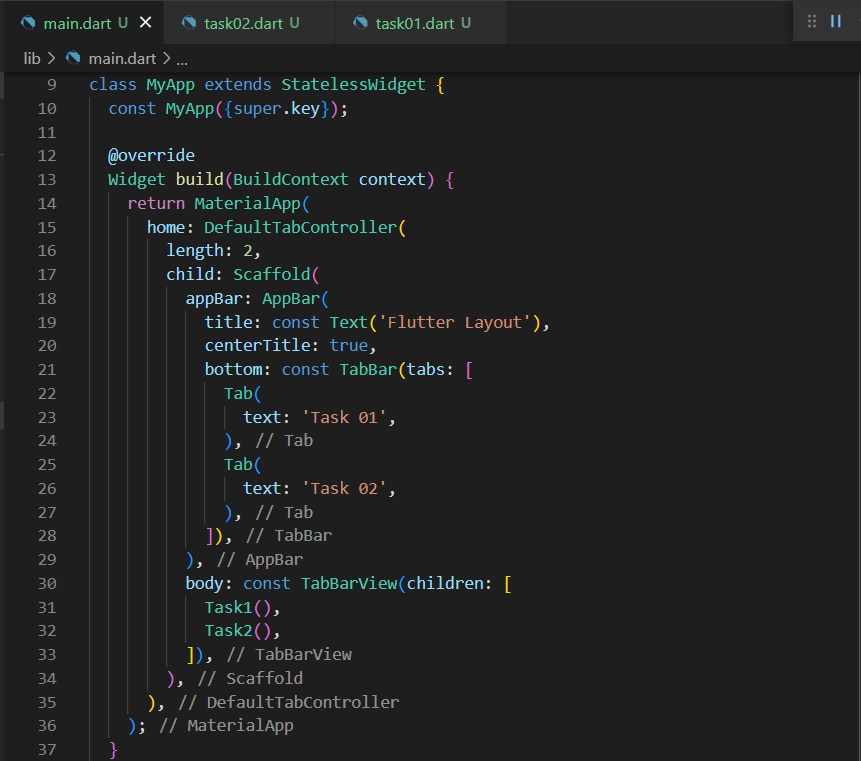 main.dart U × task02.dart U task01.dart U
lib > main.dart > ...
9 class MyApp extends StatelessWidget {
10 const MyApp({super.key});
11
12 @override
13 Widget build(BuildContext context) {
14 return MaterialApp(
15 home: DefaultTabController(
16 length: 2,
17 child: Scaffold(
18 appBar: AppBar(
19 title: const Text('Flutter Layout'),
20 centerTitle: true,
21 bottom: const TabBar(tabs: [
22 Tab(
23 text: 'Task 01',
24 ), // Tab
25 Tab(
26 text: 'Task 02',
27 ), // Tab
28 ]), // TabBar
29 ), // AppBar
30 body: const TabBarView(children: [
31 Task1(),
32 Task2(),
33 ]), // TabBarView
34 ), // Scaffold
35 ), // DefaultTabController
36 ); // MaterialApp
37 }